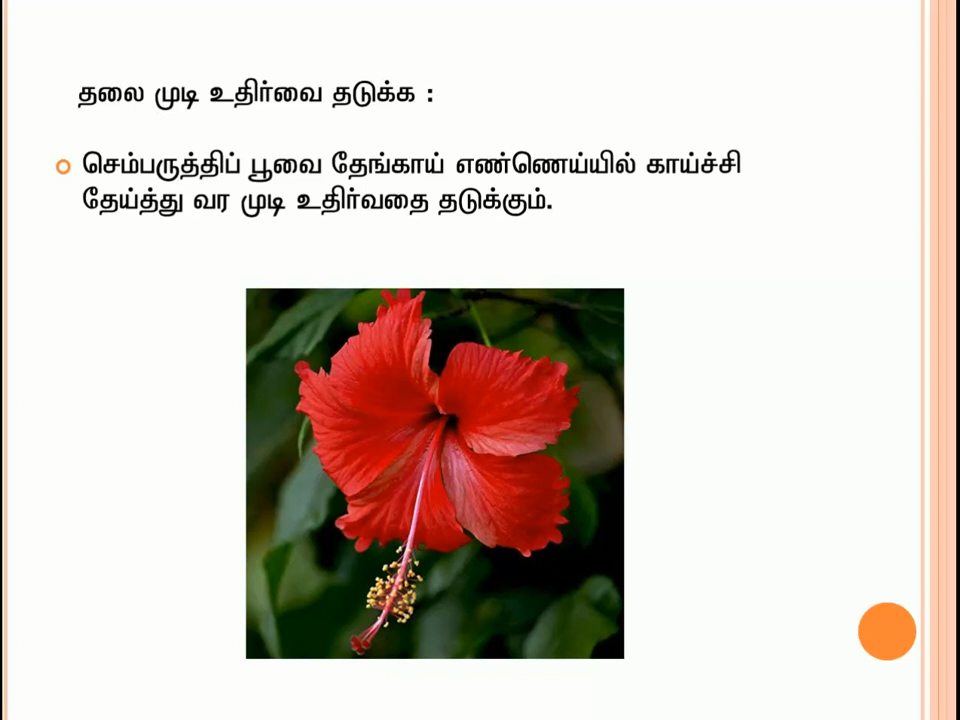 தலை முடி உதிர்வை தடுக்க :
செம்பருத்திப் பூவை தேங்காய் எண்ணெய்யில் காய்ச்சி
தேய்த்து வர முடி உதிர்வதை தடுக்கும்.